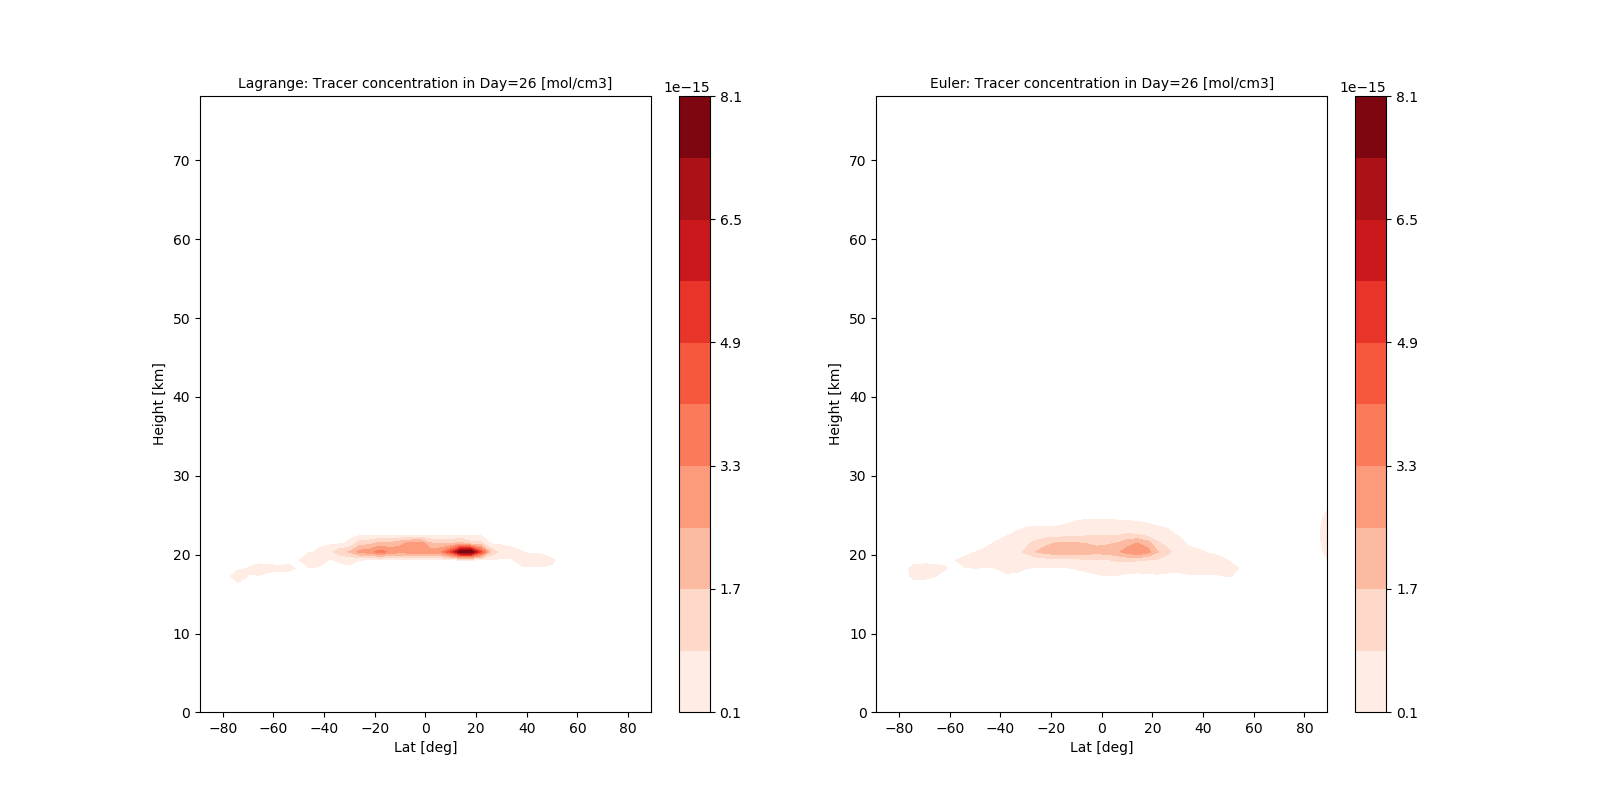 Lagrange: Tracer concentration in Day=26 [mol/cm3]
1e−15
8.1
6.5
4.9
3.3
1.7
0.1
70
60
50
40
30
20
10
0
Height [km]
−80 −60 −40 −20 0 20 40 60 80
Lat [deg]
Euler: Tracer concentration in Day=26 [mol/cm3]
1e−15
8.1
6.5
4.9
3.3
1.7
0.1
70
60
50
40
30
20
10
0
Height [km]
−80 −60 −40 −20 0 20 40 60 80
Lat [deg]